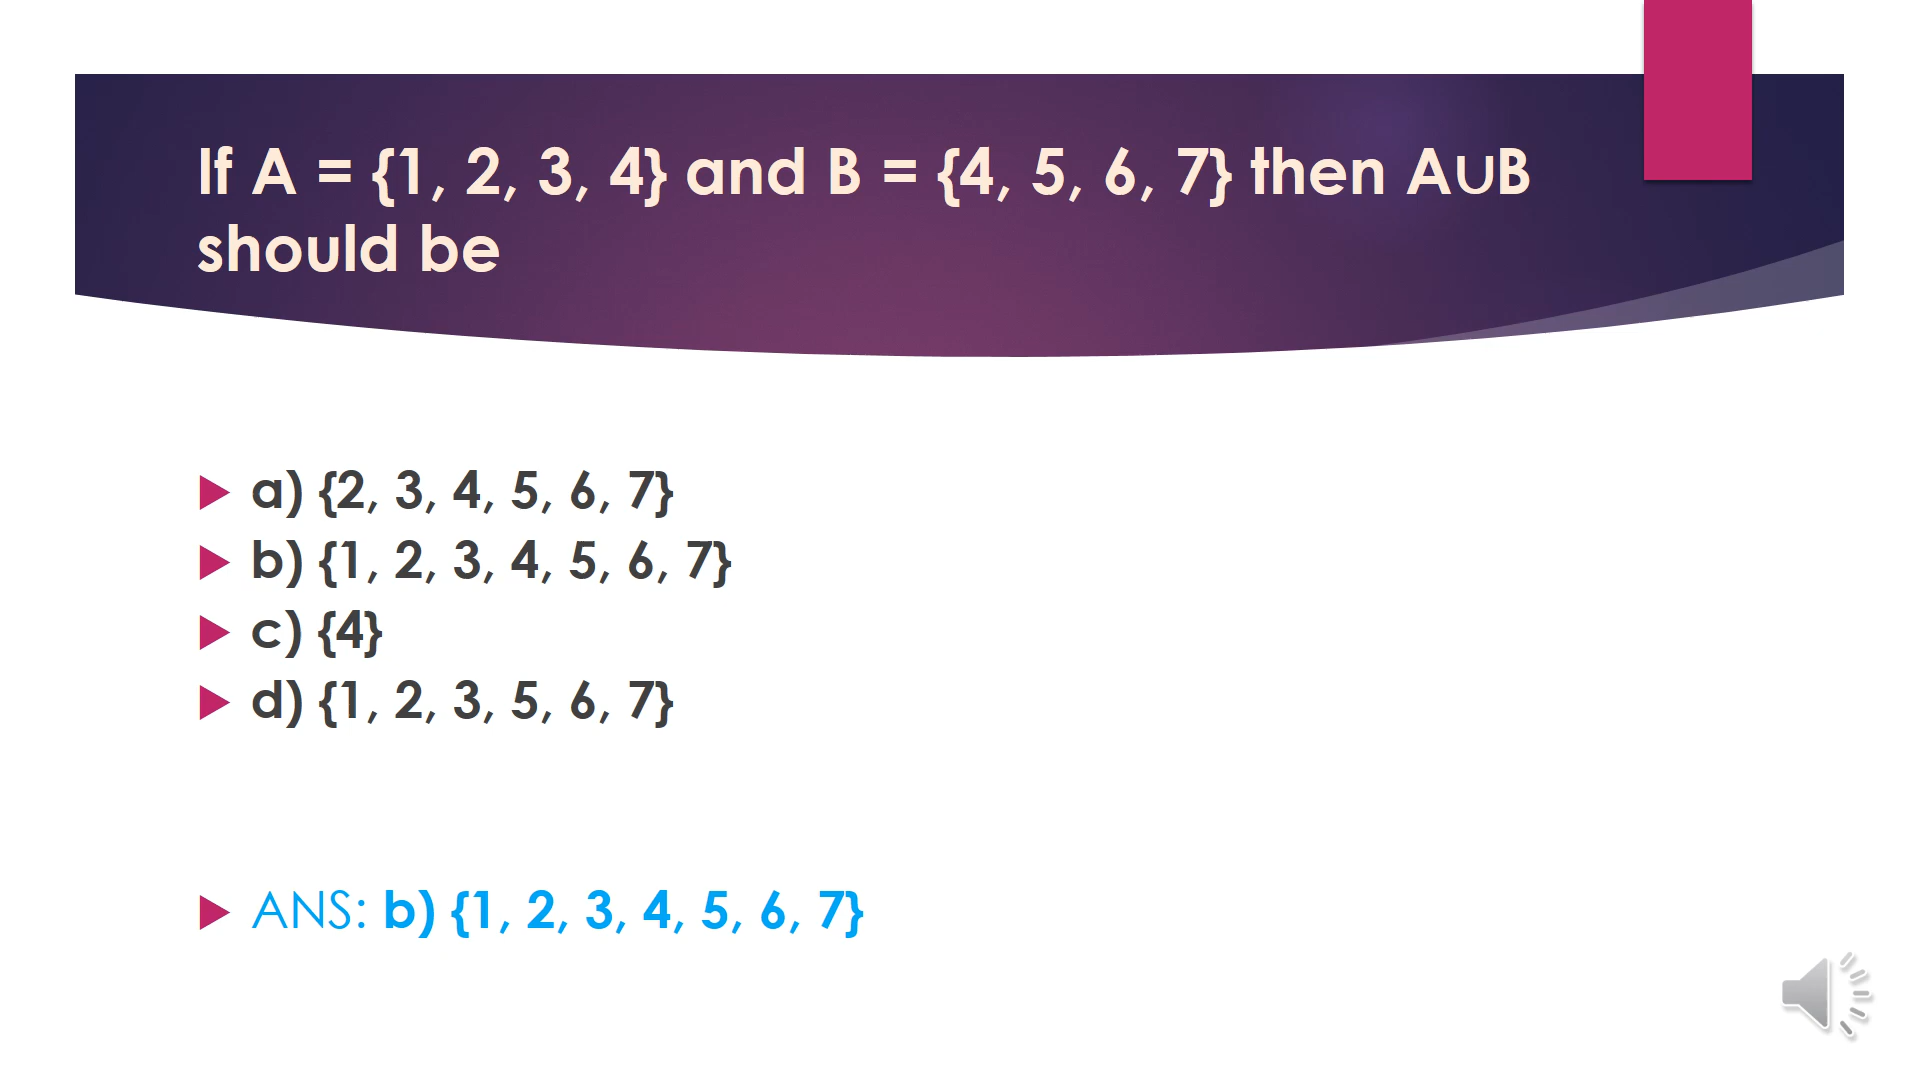 If A = {1, 2, 3, 4} and B = {4, 5, 6, 7} then A∪B
should be
a) {2, 3, 4, 5, 6, 7}
b) {1, 2, 3, 4, 5, 6, 7}
c) {4}
d) {1, 2, 3, 5, 6, 7}
ANS: b) {1, 2, 3, 4, 5, 6, 7}